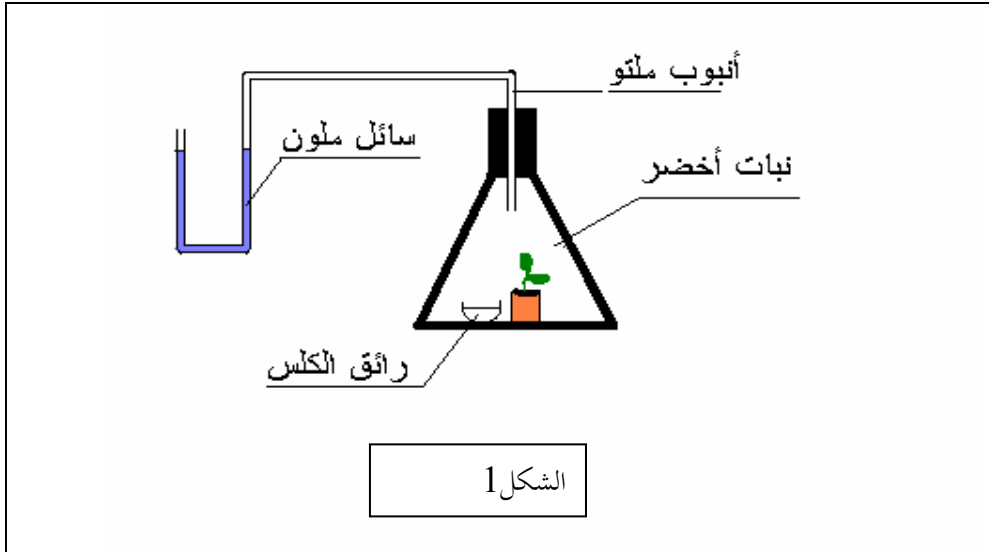 أنبوب ملتو
سائل ملون
نبات أخضر
رائق الكلس
الشكل1